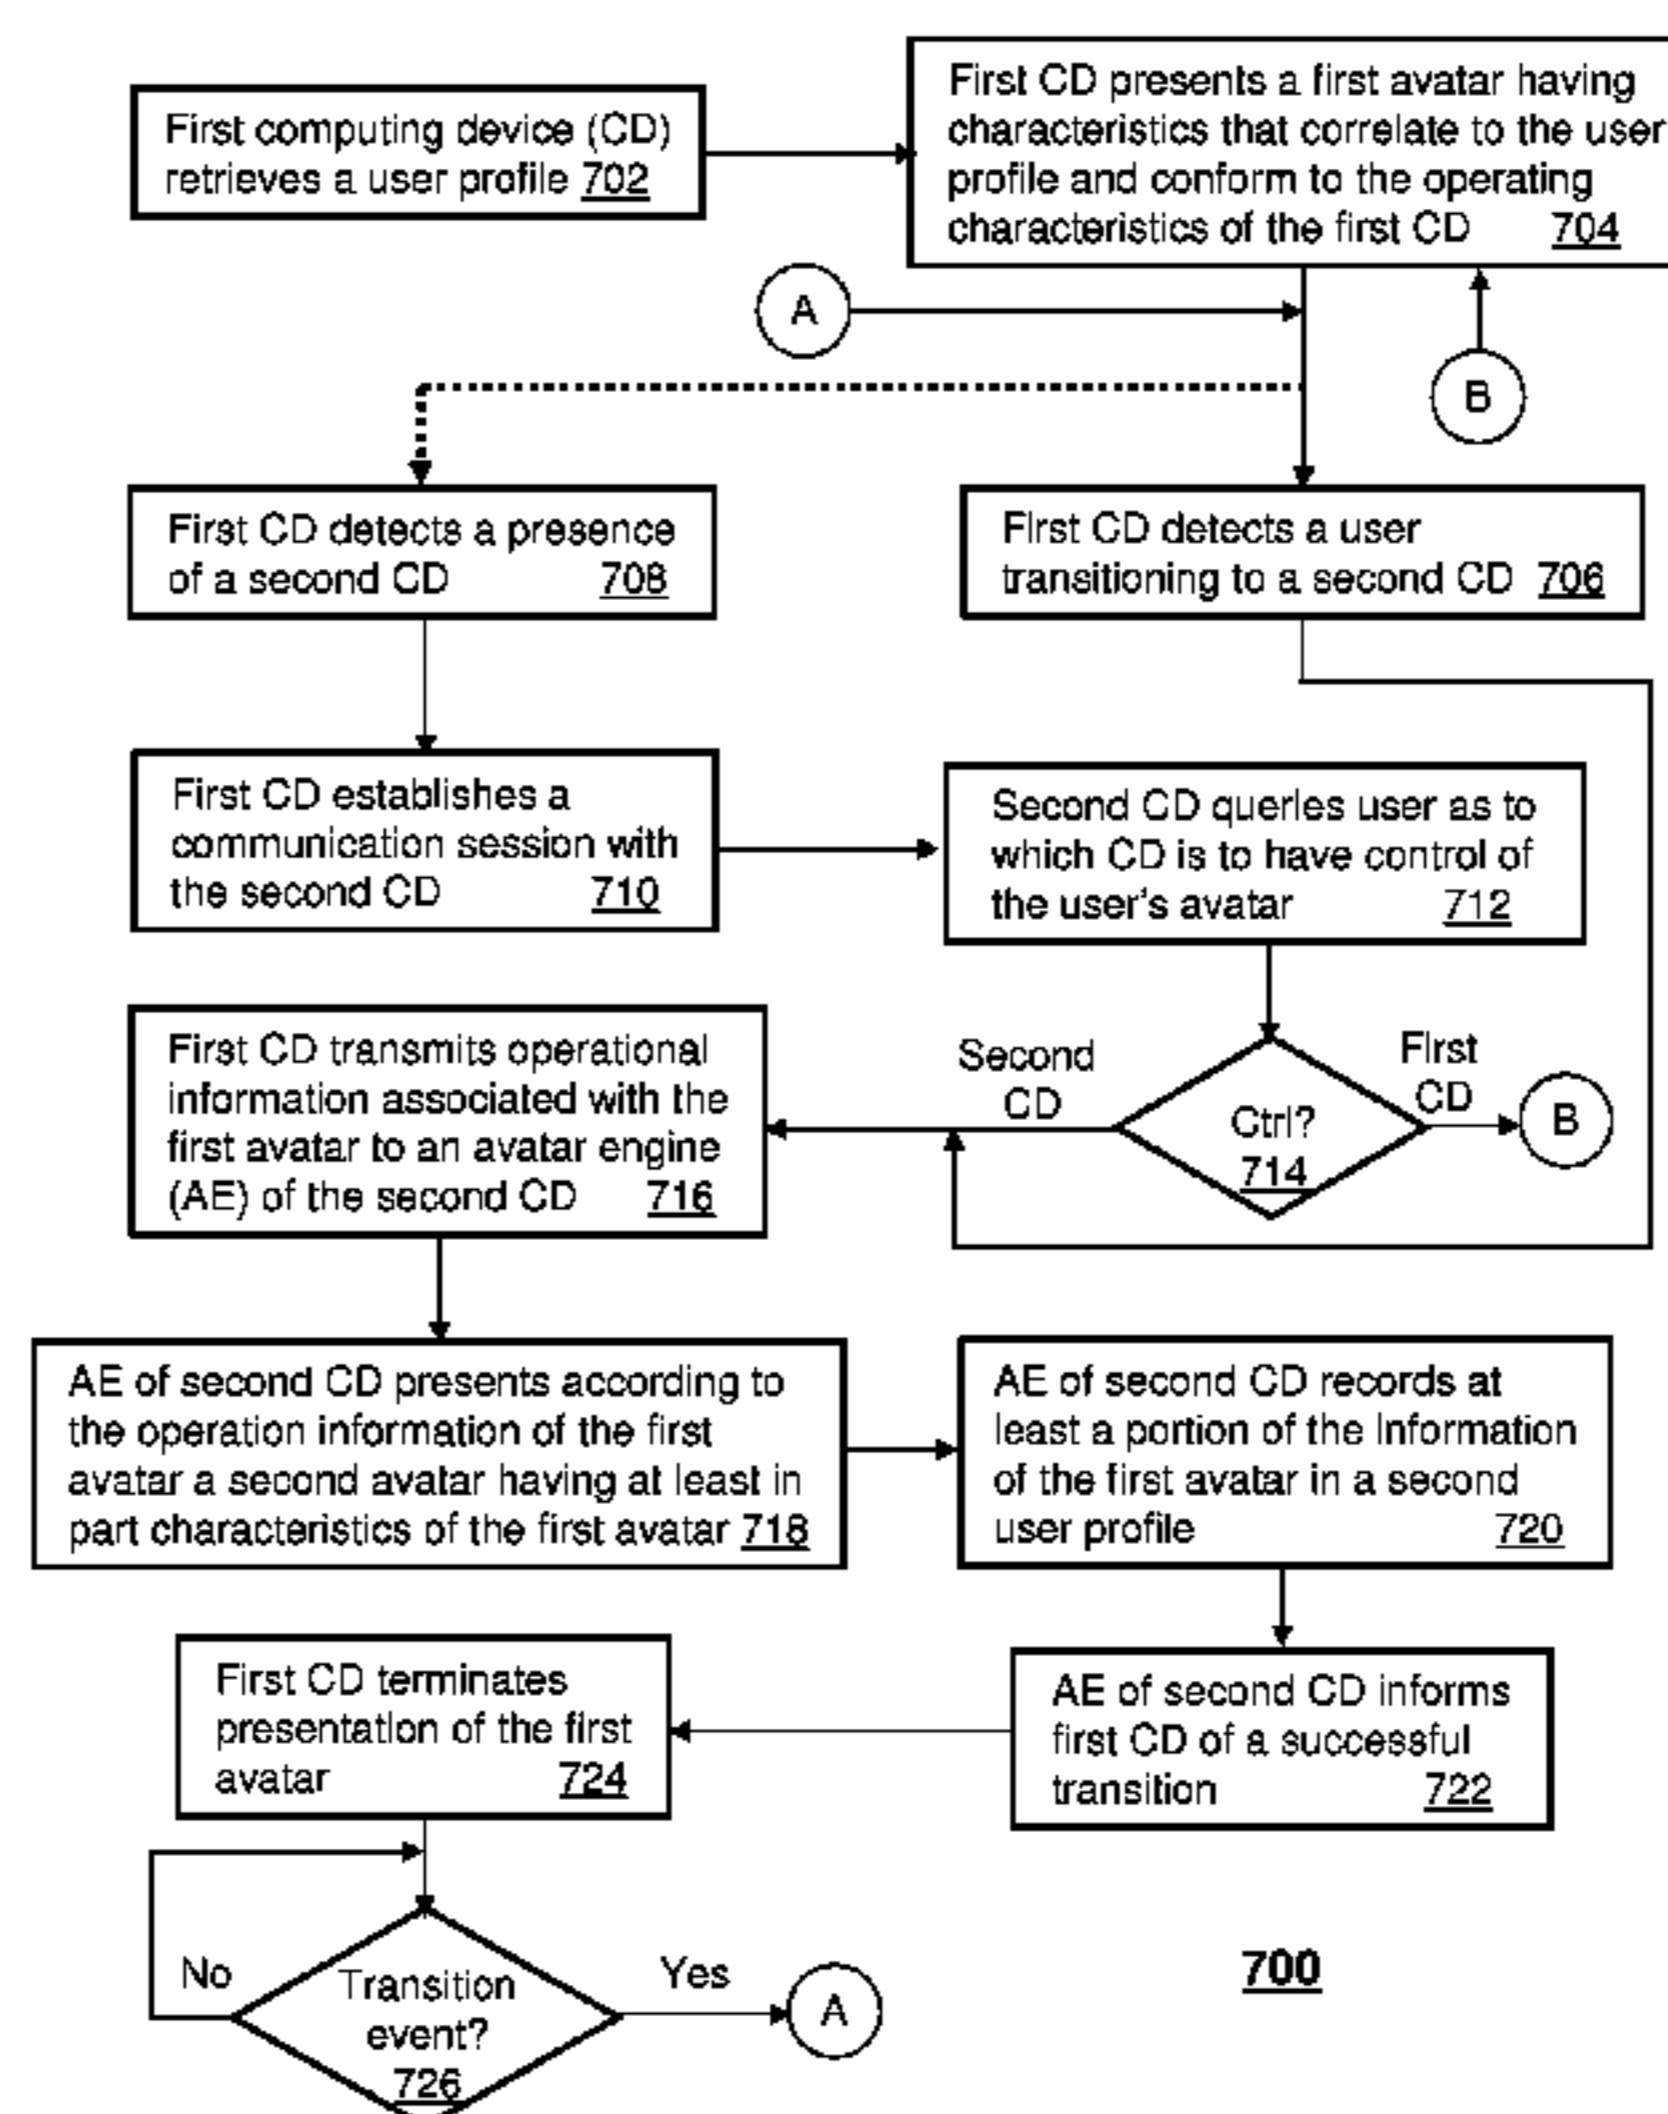 First computing device (CD)
retrieves a user profile 702
First CD presents a first avatar having
characteristics that correlate to the user
profile and conform to the operating
characteristics of the first CD 704
A
B
First CD detects a presence
of a second CD 708
First CD detects a user
transitioning to a second CD 706
First CD establishes a
communication session with
the second CD 710
Second CD queries user as to
which CD is to have control of
the user's avatar 712
First CD transmits operational
information associated with the
first avatar to an avatar engine
(AE) of the second CD 716
Second
CD
Ctrl?
714
First
CD
B
AE of second CD presents according to
the operation information of the first
avatar a second avatar having at least in
part characteristics of the first avatar 718
AE of second CD records at
least a portion of the Information
of the first avatar in a second
user profile 720
First CD terminates
presentation of the first
avatar 724
AE of second CD informs
first CD of a successful
transition 722
No
Transition
event?
726
Yes
A
700